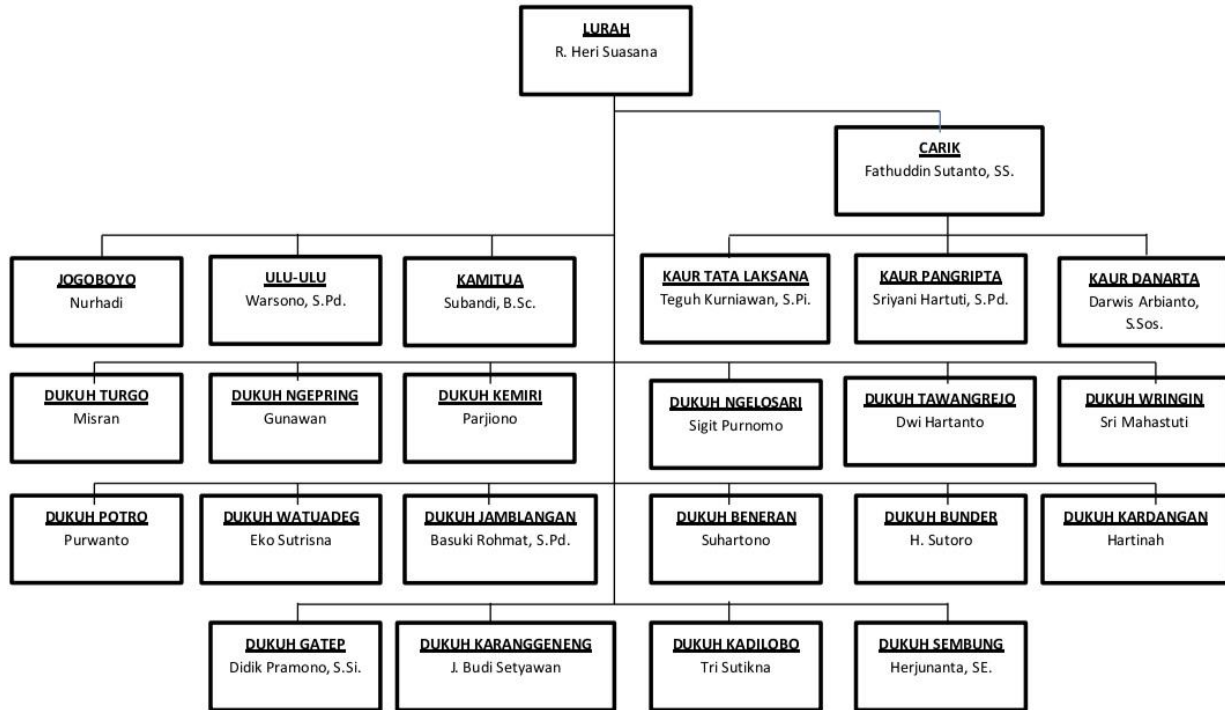 LURAH
R. Heri Suasana
CARIK
Fathuddin Sutanto, SS.
JOGOBOYO
Nurhadi
ULU-ULU
Warsono, S.Pd.
KAMITUA
Subandi, B.Sc.
KAUR TATA LAKSANA
Teguh Kurniawan, S.Pi.
KAUR PANGRIPTA
Sriyani Hartuti, S.Pd.
KAUR DANARTA
Darwis Arbianto,
S.Sos.
DUKUH TURGO
Misran
DUKUH NGEPRING
Gunawan
DUKUH KEMIRI
Parjiono
DUKUH NGELOSARI
Sigit Purnomo
DUKUH TAWANGREJO
Dwi Hartanto
DUKUH WRINGIN
Sri Mahastuti
DUKUH POTRO
Purwanto
DUKUH WATUADEG
Eko Sutrisna
DUKUH JAMBLANGAN
Basuki Rohmat, S.Pd.
DUKUH BENERAN
Suhartono
DUKUH BUNDER
H. Sutoro
DUKUH KARDANGAN
Hartinah
DUKUH GATEP
Didik Pramono, S.Si.
DUKUH KARANGGENENG
J. Budi Setyawan
DUKUH KADILOBO
Tri Sutikna
DUKUH SEMBUNG
Herjunanta, SE.